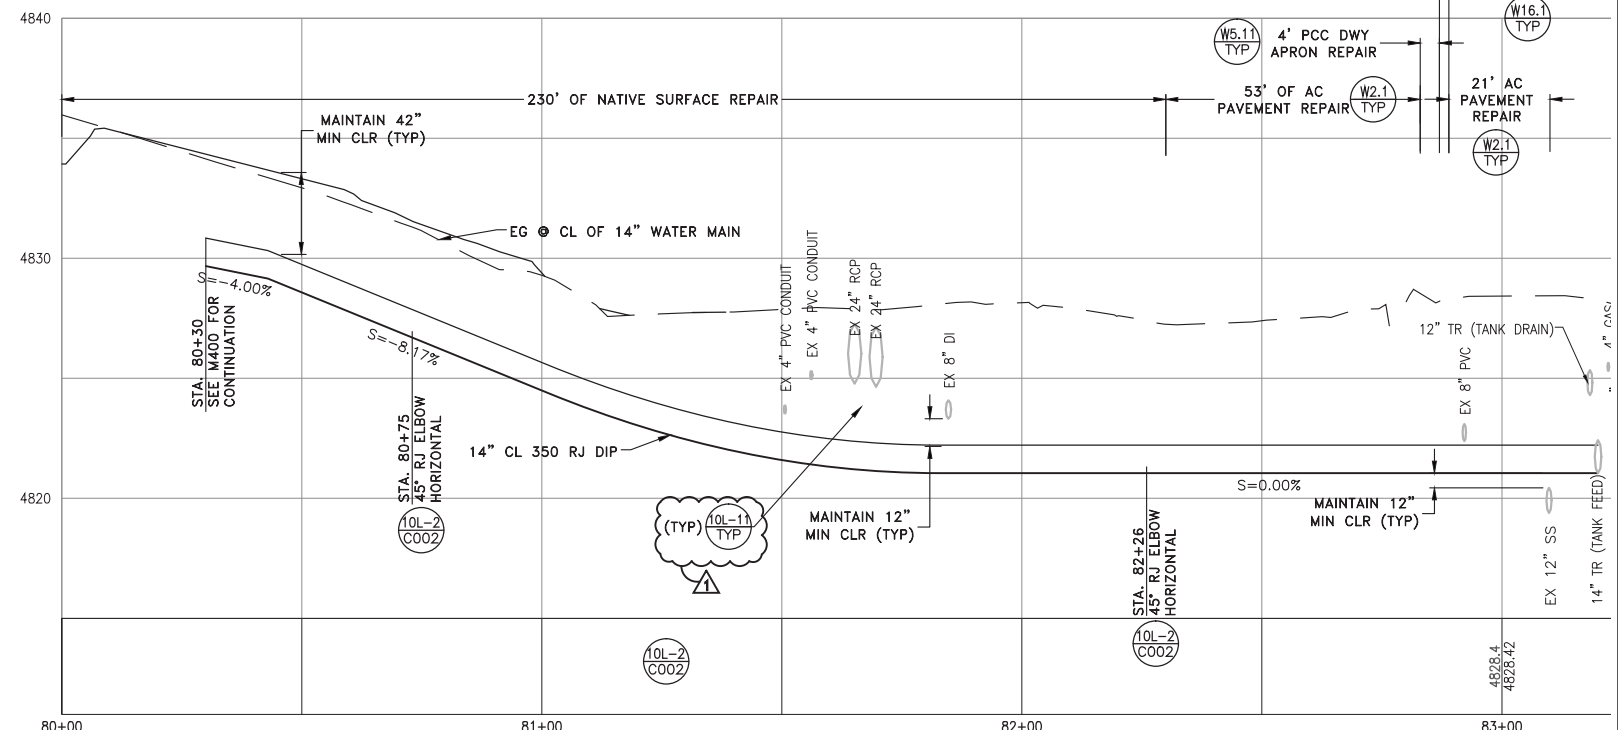 4840
W16.1
TYP
W5.11
TYP
4' PCC DWY
APRON REPAIR
230' OF NATIVE SURFACE REPAIR
53' OF AC
PAVEMENT REPAIR
W2.1
TYP
21' AC
PAVEMENT
REPAIR
W2.1
TYP
MAINTAIN 42"
MIN CLR (TYP)
EG @ CL OF 14" WATER MAIN
4830
S=-4.00%
STA. 80+30
SEE M400 FOR
CONTINUATION
S=-8.17%
EX 4" PVC CONDUIT
EX 4" PVC CONDUIT
EX 24" RCP
EX 24" RCP
EX 8" DI
12" TR (TANK DRAIN)
EX 8" PVC
STA. 80+75
45° RJ ELBOW
HORIZONTAL
10L-2
C002
14" CL 350 RJ DIP
4820
(TYP)
10L-11
TYP
1
MAINTAIN 12"
MIN CLR (TYP)
S=0.00%
MAINTAIN 12"
MIN CLR (TYP)
STA. 82+26
45° RJ ELBOW
HORIZONTAL
10L-2
C002
EX 12" SS
14" TR (TANK FEED)
10L-2
C002
4828.4
4828.42
80+00
81+00
82+00
83+00